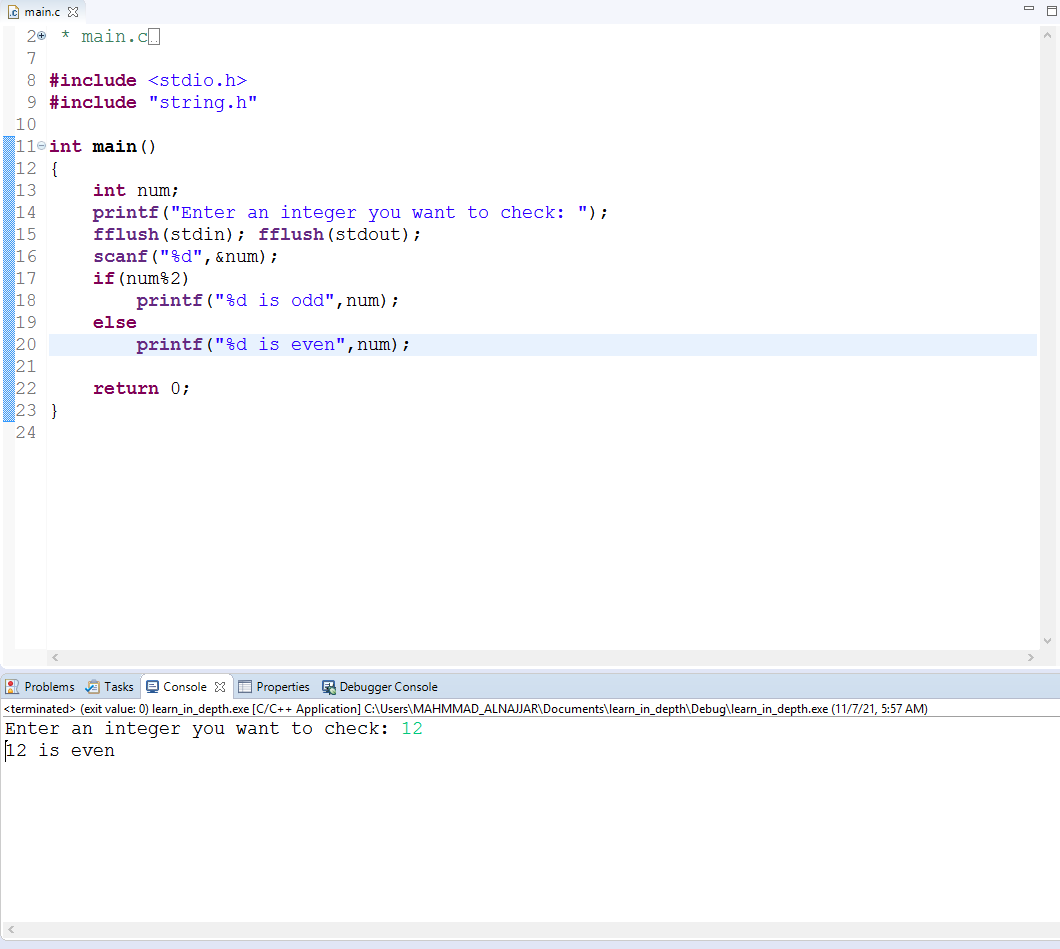 main.c
2 * main.c
7
8 #include <stdio.h>
9 #include "string.h"
10
11 int main()
12 {
13     int num;
14     printf("Enter an integer you want to check: ");
15     fflush(stdin); fflush(stdout);
16     scanf("%d",&num);
17     if(num%2)
18         printf("%d is odd",num);
19     else
20         printf("%d is even",num);
21
22     return 0;
23 }
24
Problems Tasks Console Properties Debugger Console
<terminated> (exit value: 0) learn_in_depth.exe [C/C++ Application] C:\Users\MAHMMAD_ALNAJJAR\Documents\learn_in_depth\Debug\learn_in_depth.exe (11/7/21, 5:57 AM)
Enter an integer you want to check: 12
12 is even